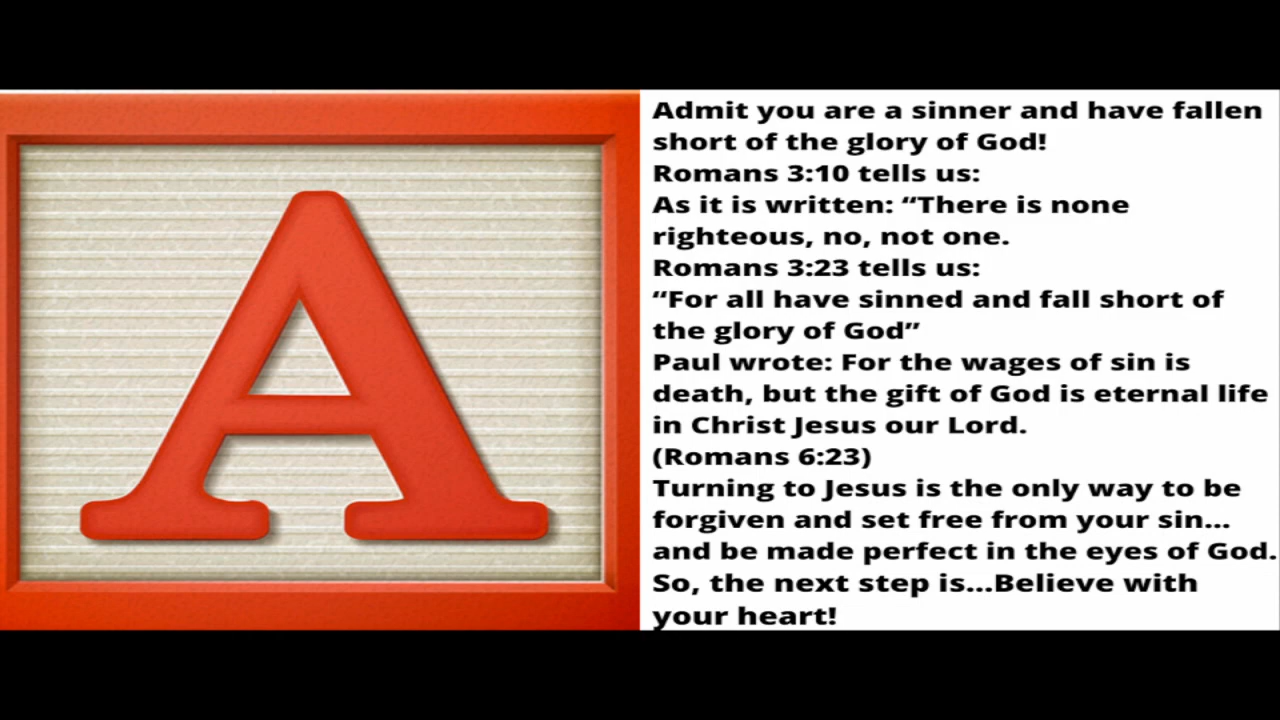 A
Admit you are a sinner and have fallen
short of the glory of God!
Romans 3:10 tells us:
As it is written: “There is none
righteous, no, not one.
Romans 3:23 tells us:
“For all have sinned and fall short of
the glory of God”
Paul wrote: For the wages of sin is
death, but the gift of God is eternal life
in Christ Jesus our Lord.
(Romans 6:23)
Turning to Jesus is the only way to be
forgiven and set free from your sin...
and be made perfect in the eyes of God.
So, the next step is...Believe with
your heart!